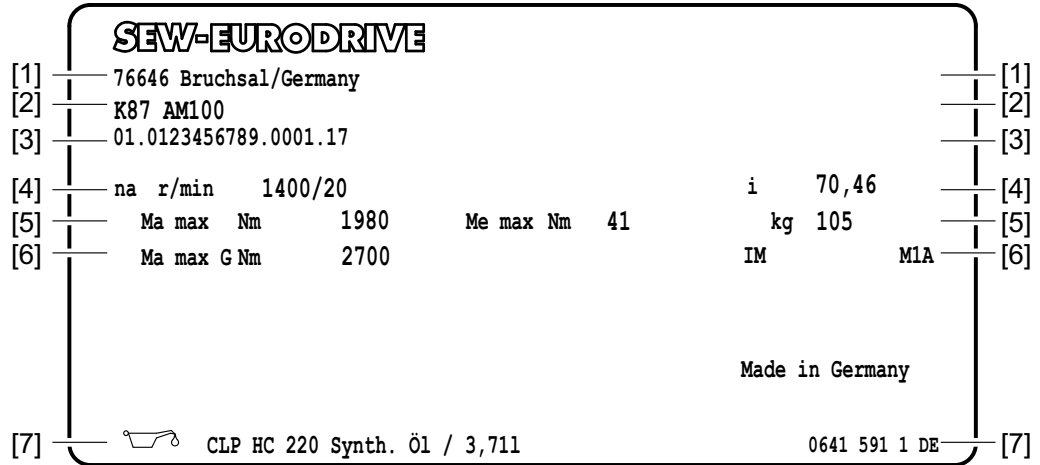 SEW-EURODRIVE
[1] 76646 Bruchsal/Germany [1]
[2] K87 AM100 [2]
[3] 01.0123456789.0001.17 [3]
[4] na r/min 1400/20 i 70,46 [4]
[5] Ma max Nm 1980 Me max Nm 41 kg 105 [5]
[6] Ma max G Nm 2700 IM M1A [6]
Made in Germany
[7] CLP HC 220 Synth. Öl / 3,71l 0641 591 1 DE [7]